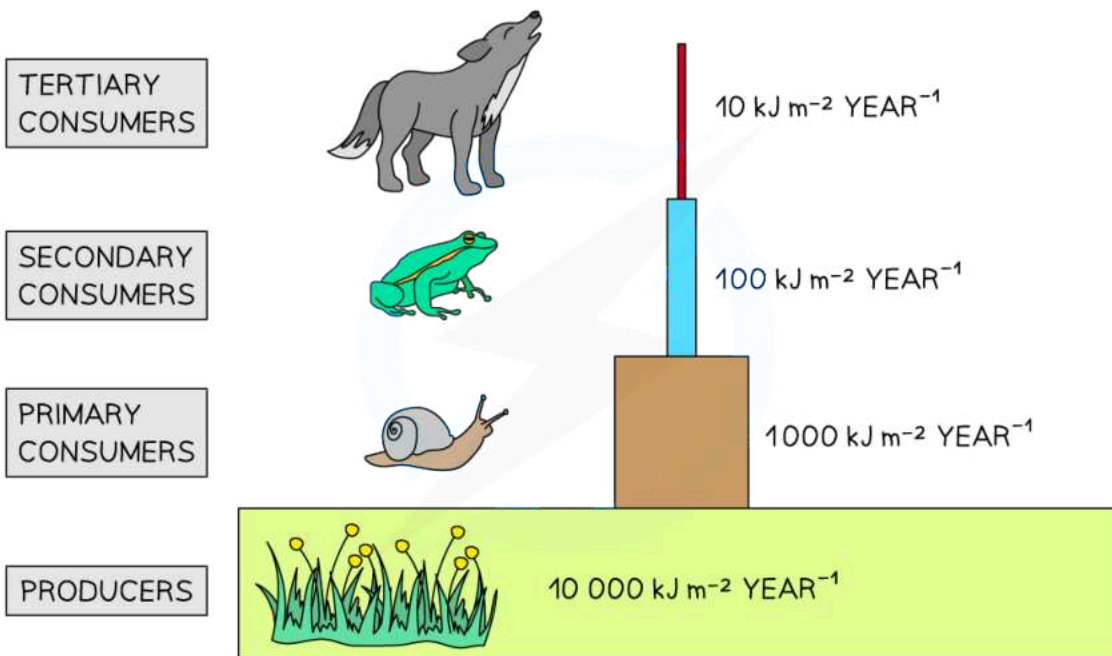 TERTIARY
CONSUMERS
10 kJ m⁻² YEAR⁻¹
SECONDARY
CONSUMERS
100 kJ m⁻² YEAR⁻¹
PRIMARY
CONSUMERS
1000 kJ m⁻² YEAR⁻¹
PRODUCERS
10 000 kJ m⁻² YEAR⁻¹